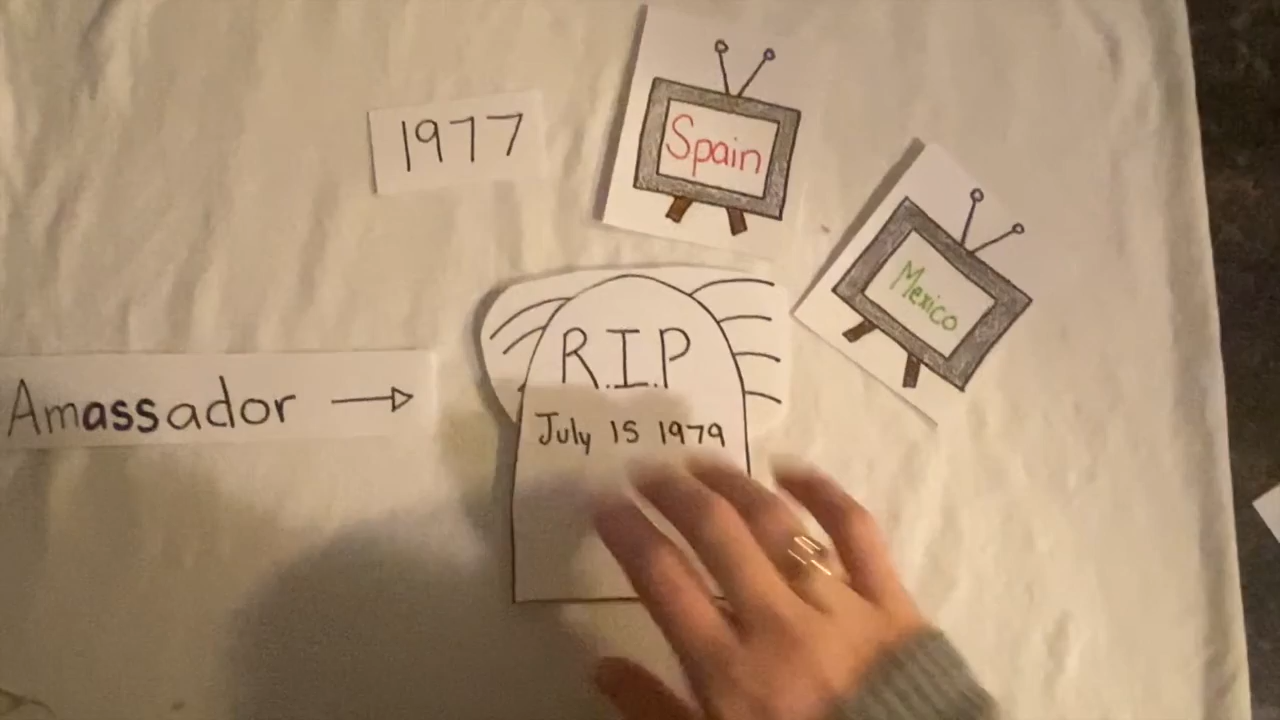 1977
Spain
Mexico
R.I.P
July 15 1979
Amassador →